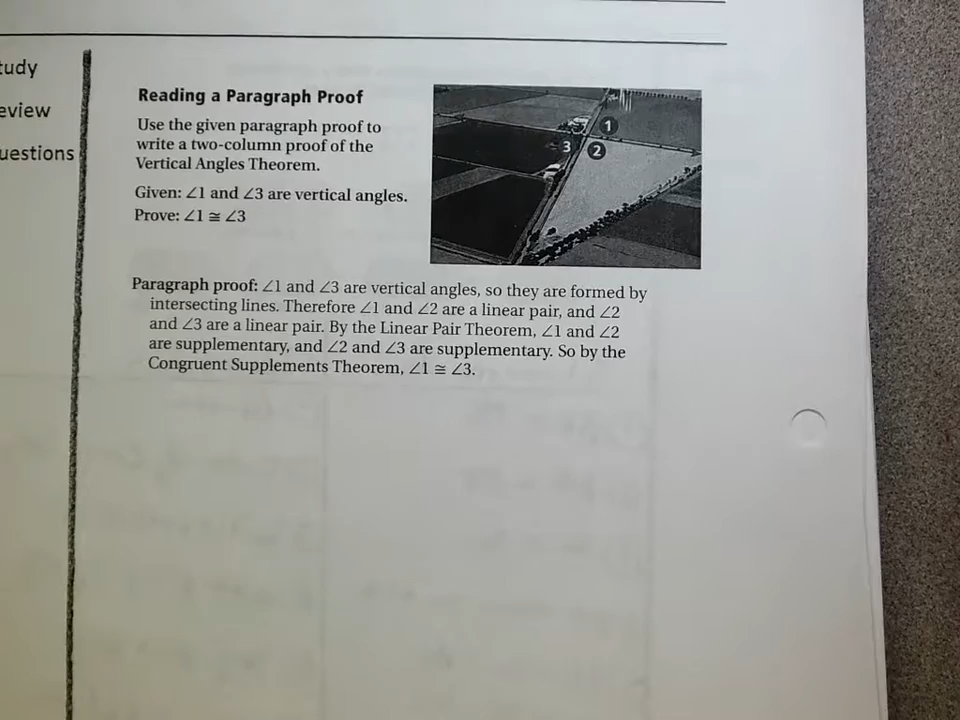 Reading a Paragraph Proof
Use the given paragraph proof to
write a two-column proof of the
Vertical Angles Theorem.
Given: ∠1 and ∠3 are vertical angles.
Prove: ∠1 ≅ ∠3
1
3
2
Paragraph proof: ∠1 and ∠3 are vertical angles, so they are formed by
intersecting lines. Therefore ∠1 and ∠2 are a linear pair, and ∠2
and ∠3 are a linear pair. By the Linear Pair Theorem, ∠1 and ∠2
are supplementary, and ∠2 and ∠3 are supplementary. So by the
Congruent Supplements Theorem, ∠1 ≅ ∠3.